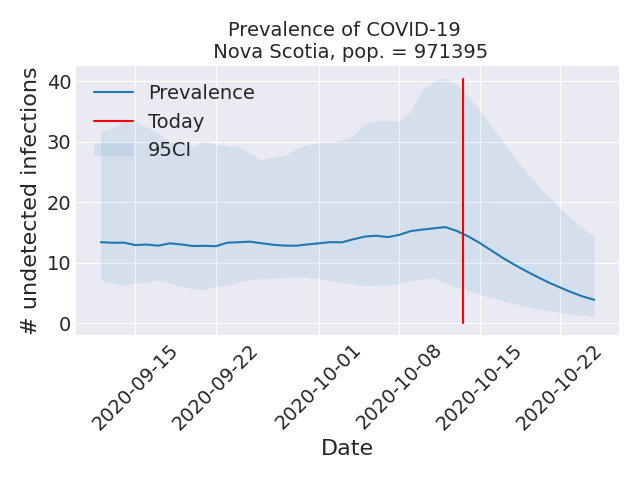 Prevalence of COVID-19
Nova Scotia, pop. = 971395
# undetected infections
40
30
20
10
0
Prevalence
Today
95CI
2020-09-15
2020-09-22
2020-10-01
2020-10-08
2020-10-15
2020-10-22
Date